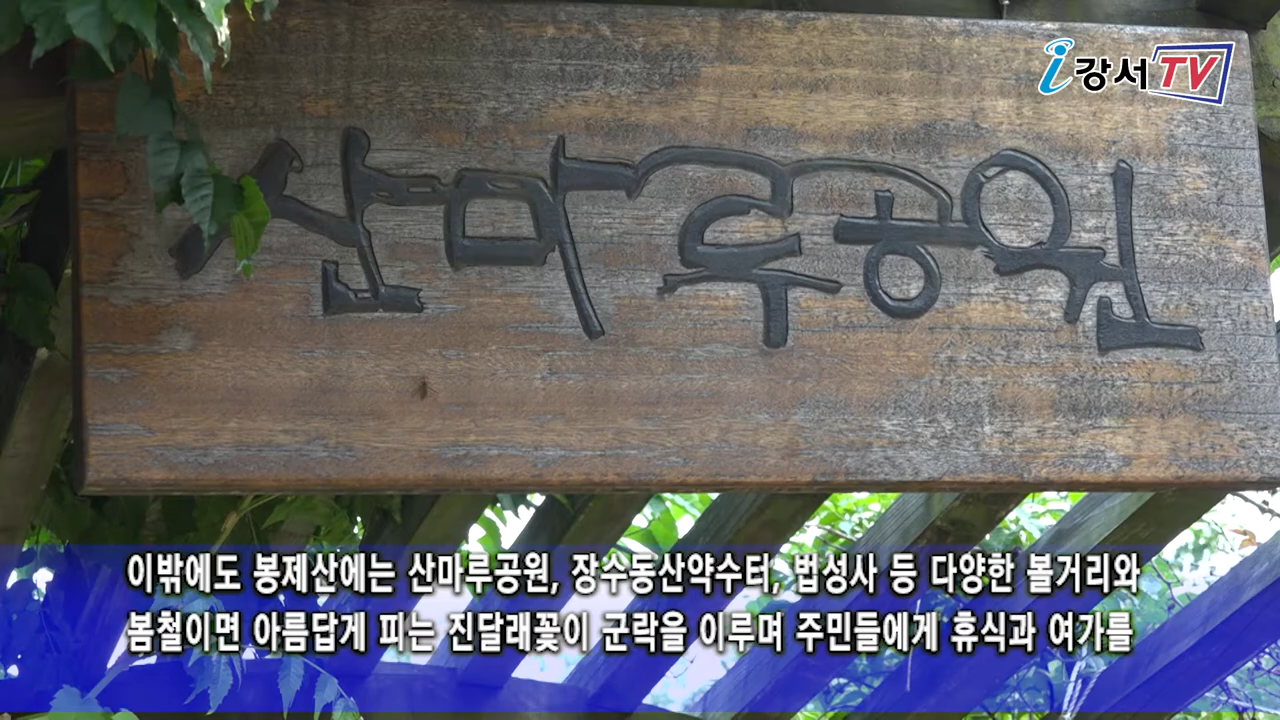 i강서TV
산마루공원
이밖에도 봉제산에는 산마루공원, 장수동산약수터, 법성사 등 다양한 볼거리와
봄철이면 아름답게 피는 진달래꽃이 군락을 이루며 주민들에게 휴식과 여가를